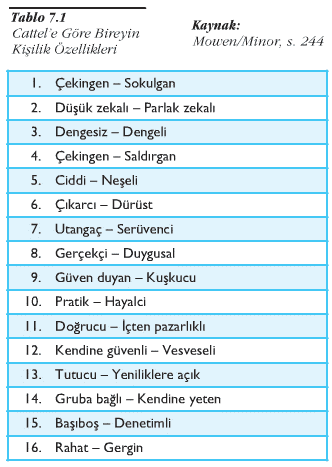 Tablo 7.1
Cattel'e Göre Bireyin
Kişilik Özellikleri
Kaynak:
Mowen/Minor, s. 244
1. Çekingen – Sokulgan
2. Düşük zekalı – Parlak zekalı
3. Dengesiz – Dengeli
4. Çekingen – Saldırgan
5. Ciddi – Neşeli
6. Çıkarcı – Dürüst
7. Utangaç – Serüvenci
8. Gerçekçi – Duygusal
9. Güven duyan – Kuşkucu
10. Pratik – Hayalci
11. Doğrucu – İçten pazarlıklı
12. Kendine güvenli – Vesveseli
13. Tutucu – Yeniliklere açık
14. Gruba bağlı – Kendine yeten
15. Başıboş – Denetimli
16. Rahat – Gergin